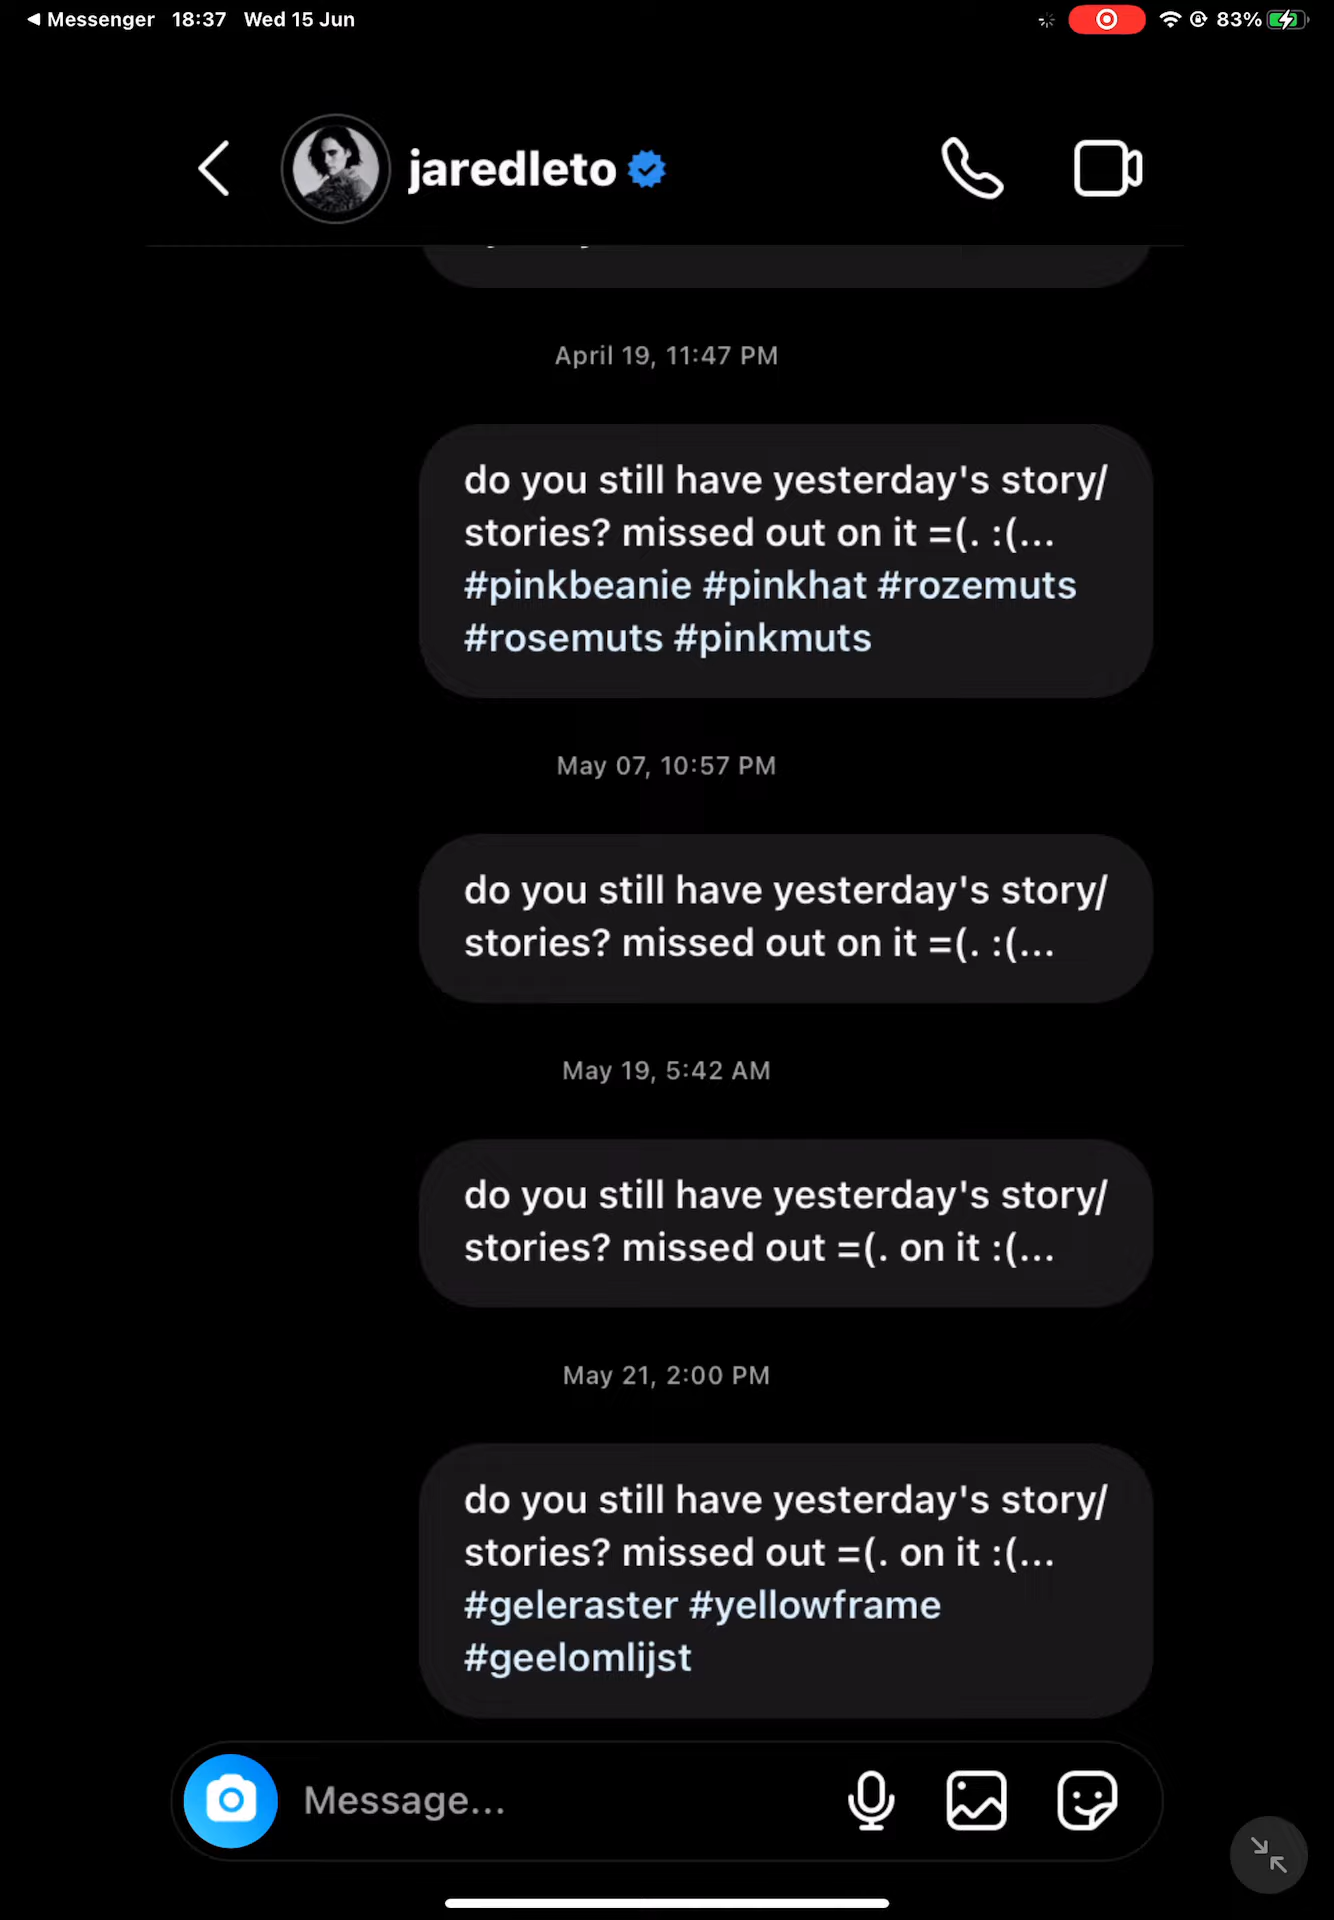 ◀ Messenger 18:37 Wed 15 Jun 83%
jaredleto
April 19, 11:47 PM
do you still have yesterday's story/
stories? missed out on it =(. :(...
#pinkbeanie #pinkhat #rozemuts
#rosemuts #pinkmuts
May 07, 10:57 PM
do you still have yesterday's story/
stories? missed out on it =(. :(...
May 19, 5:42 AM
do you still have yesterday's story/
stories? missed out =(. on it :(...
May 21, 2:00 PM
do you still have yesterday's story/
stories? missed out =(. on it :(...
#geleraster #yellowframe
#geelomlijst
Message...